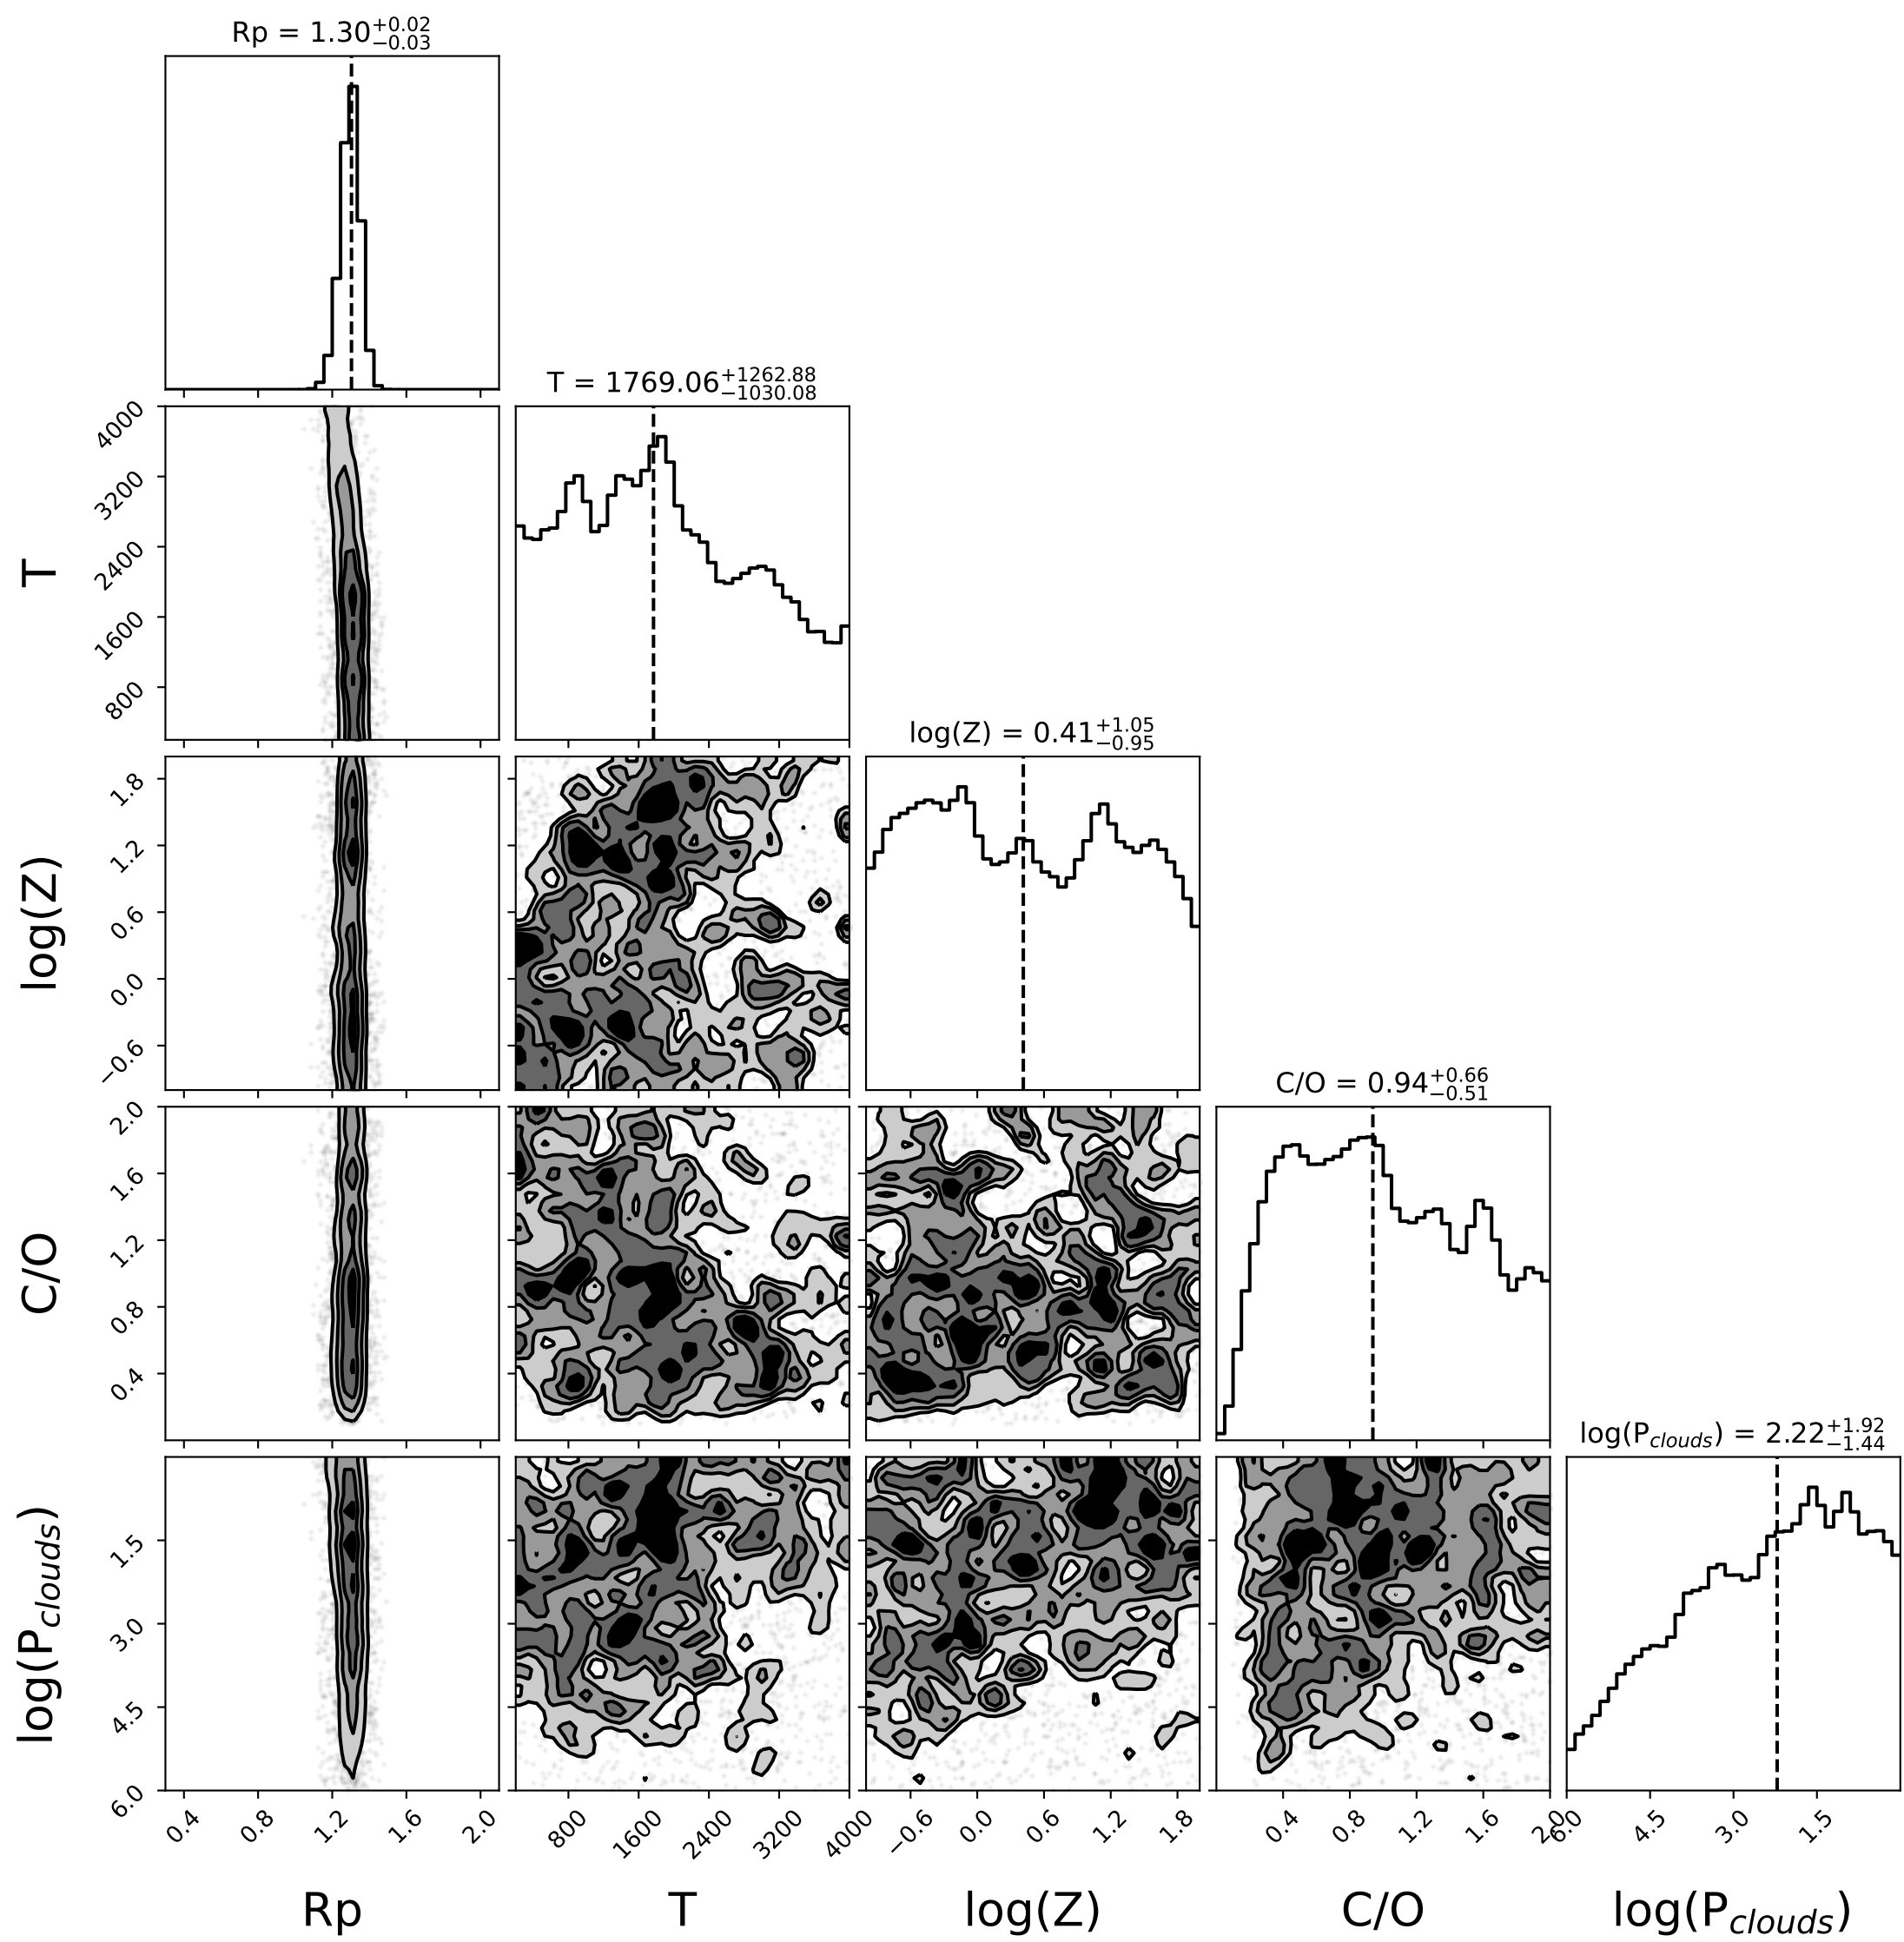 Rp = 1.30 +0.02 −0.03
T = 1769.06 +1262.88 −1030.08
4000
3200
2400
1600
800
T
log(Z) = 0.41 +1.05 −0.95
1.8
1.2
0.6
0.0
−0.6
log(Z)
C/O = 0.94 +0.66 −0.51
2.0
1.6
1.2
0.8
0.4
C/O
log(Pclouds) = 2.22 +1.92 −1.44
1.5
3.0
4.5
6.0
log(Pclouds)
0.4 0.8 1.2 1.6 2.0
800 1600 2400 3200 4000
−0.6 0.0 0.6 1.2 1.8
0.4 0.8 1.2 1.6 2.0
6.0 4.5 3.0 1.5
Rp T log(Z) C/O log(Pclouds)